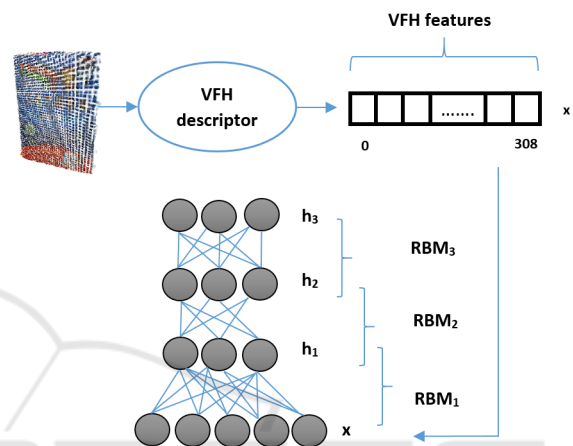 VFH features
VFH
descriptor
.......
x
0 308
h3
RBM3
h2
RBM2
h1
RBM1
x